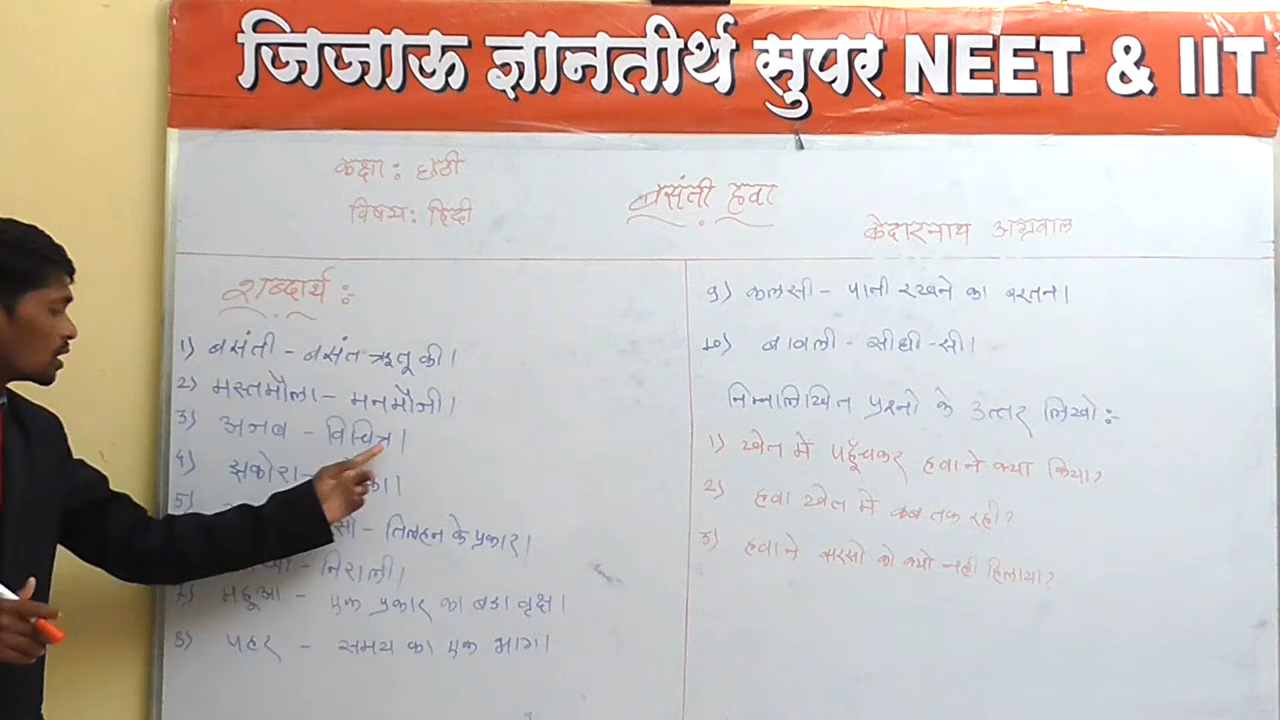 जिजाऊ ज्ञानतीर्थ सुपर NEET & IIT
कक्षा: छठी
विषय: हिंदी
बसंती हवा
केदारनाथ अग्रवाल
शब्दार्थ :-
1) बसंती - बसंत ऋतू की।
2) मस्तमौला - मनमौजी।
3) अजब - विचित्र।
4) झकोरा -
5) - तिलहन के प्रकार।
- निराली।
7) महूआ - एक प्रकार का बडा वृक्ष।
8) पहर - समय का एक भाग।
9) कलसी - पानी रखने का बरतन।
10) बावली - सीधी-सी।
निम्नलिखित प्रश्नो के उत्तर लिखो:-
1) खेत में पहूँचकर हवा ने क्या किया?
2) हवा खेत में कब तक रही?
3) हवा ने सरसो को क्यो नही हिलाया?